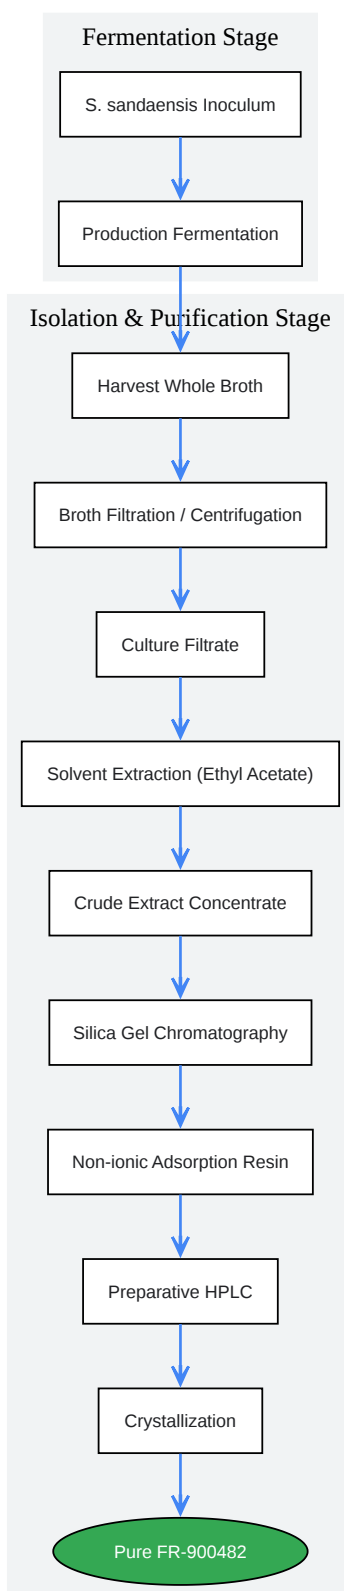 Fermentation Stage
S. sandaensis Inoculum
Production Fermentation
Isolation & Purification Stage
Harvest Whole Broth
Broth Filtration / Centrifugation
Culture Filtrate
Solvent Extraction (Ethyl Acetate)
Crude Extract Concentrate
Silica Gel Chromatography
Non-ionic Adsorption Resin
Preparative HPLC
Crystallization
Pure FR-900482